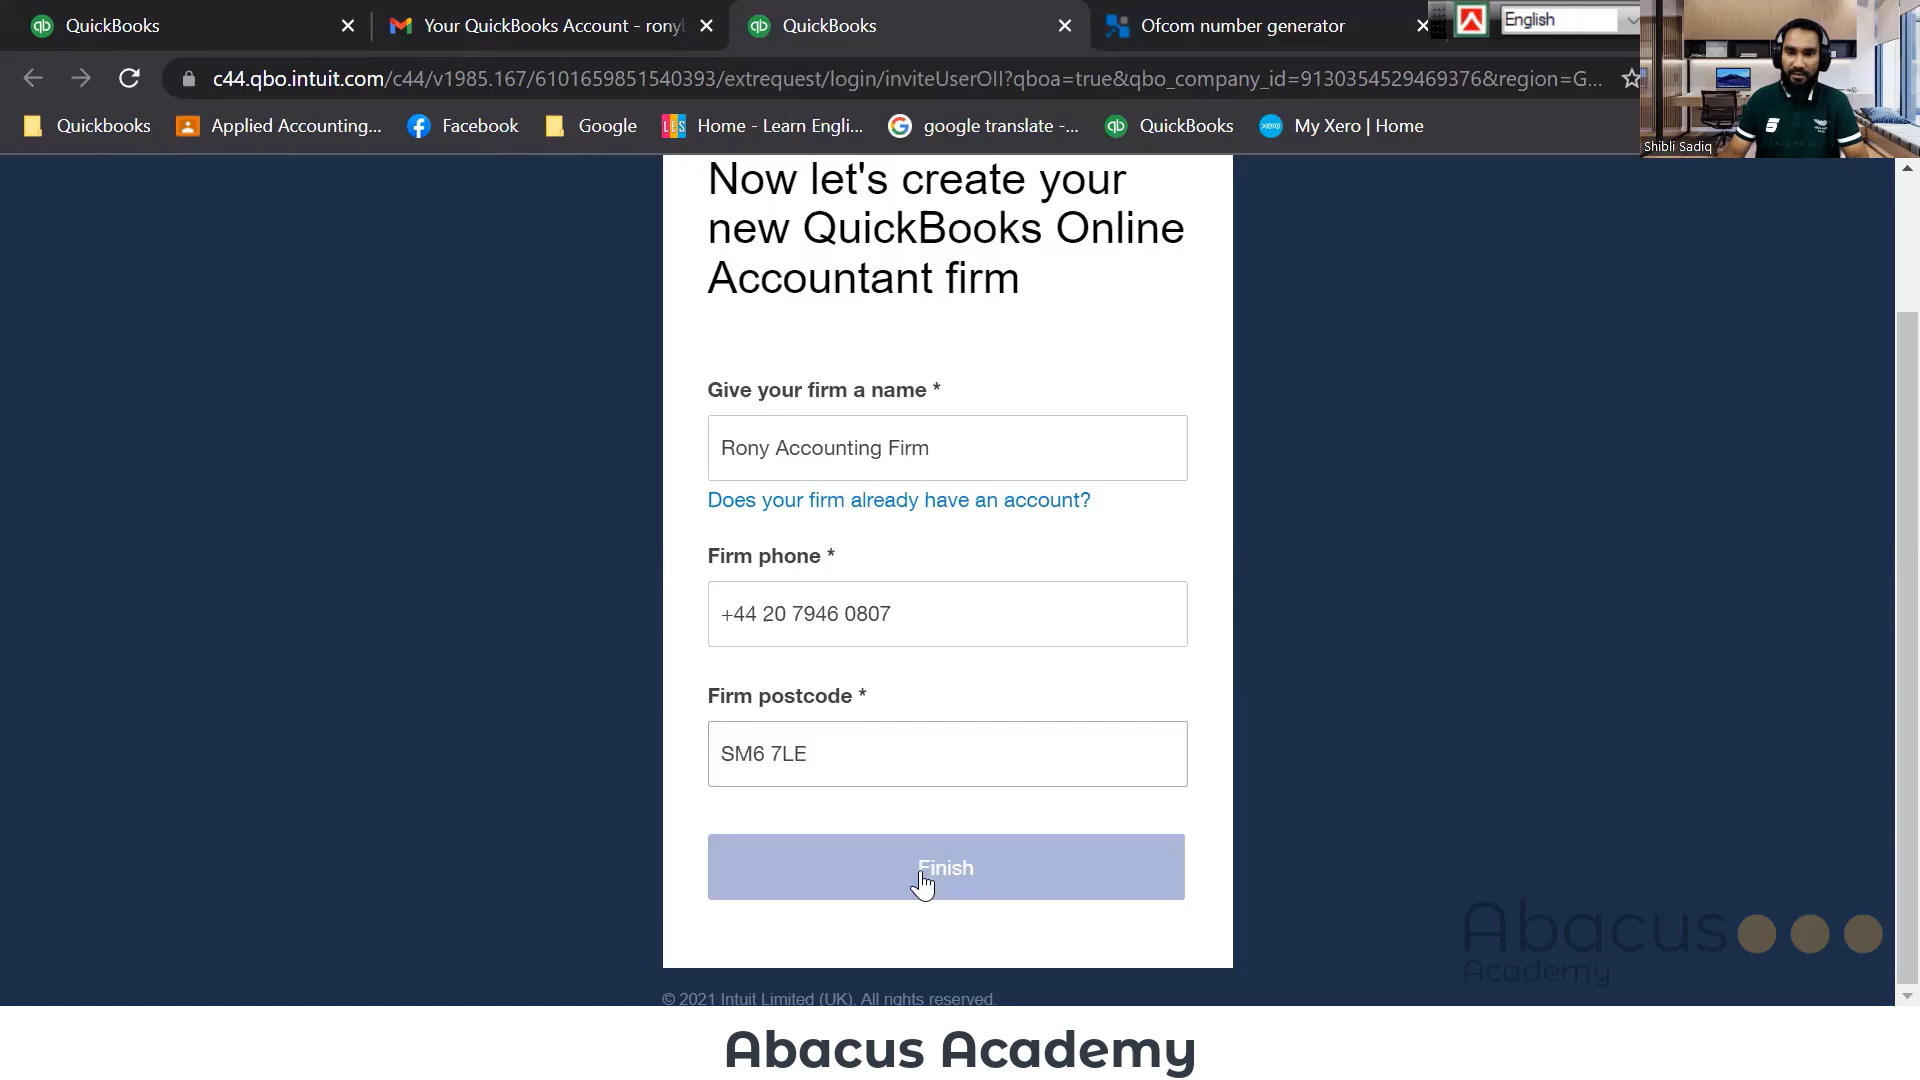 QuickBooks
Your QuickBooks Account - rony
QuickBooks
Ofcom number generator
English
c44.qbo.intuit.com/c44/v1985.167/6101659851540393/extrequest/login/inviteUserOII?qboa=true&qbo_company_id=9130354529469376&region=G...
Quickbooks
Applied Accounting...
Facebook
Google
LES
Home - Learn Engli...
google translate -...
QuickBooks
xero
My Xero | Home
Shibli Sadiq
Now let's create your
new QuickBooks Online
Accountant firm
Give your firm a name *
Rony Accounting Firm
Does your firm already have an account?
Firm phone *
+44 20 7946 0807
Firm postcode *
SM6 7LE
Finish
Abacus
Academy
© 2021 Intuit Limited (UK). All rights reserved.
Abacus Academy